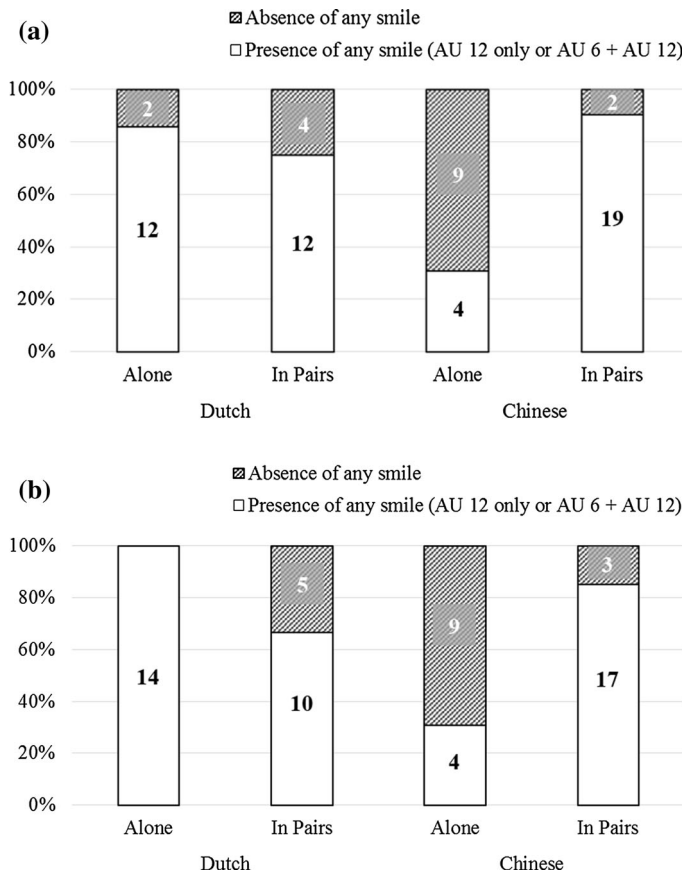 (a)
Absence of any smile
Presence of any smile (AU 12 only or AU 6 + AU 12)
100%
80%
60%
40%
20%
0%
2
4
9
2
12
12
4
19
Alone
In Pairs
Alone
In Pairs
Dutch
Chinese
(b)
Absence of any smile
Presence of any smile (AU 12 only or AU 6 + AU 12)
100%
80%
60%
40%
20%
0%
5
9
3
14
10
4
17
Alone
In Pairs
Alone
In Pairs
Dutch
Chinese